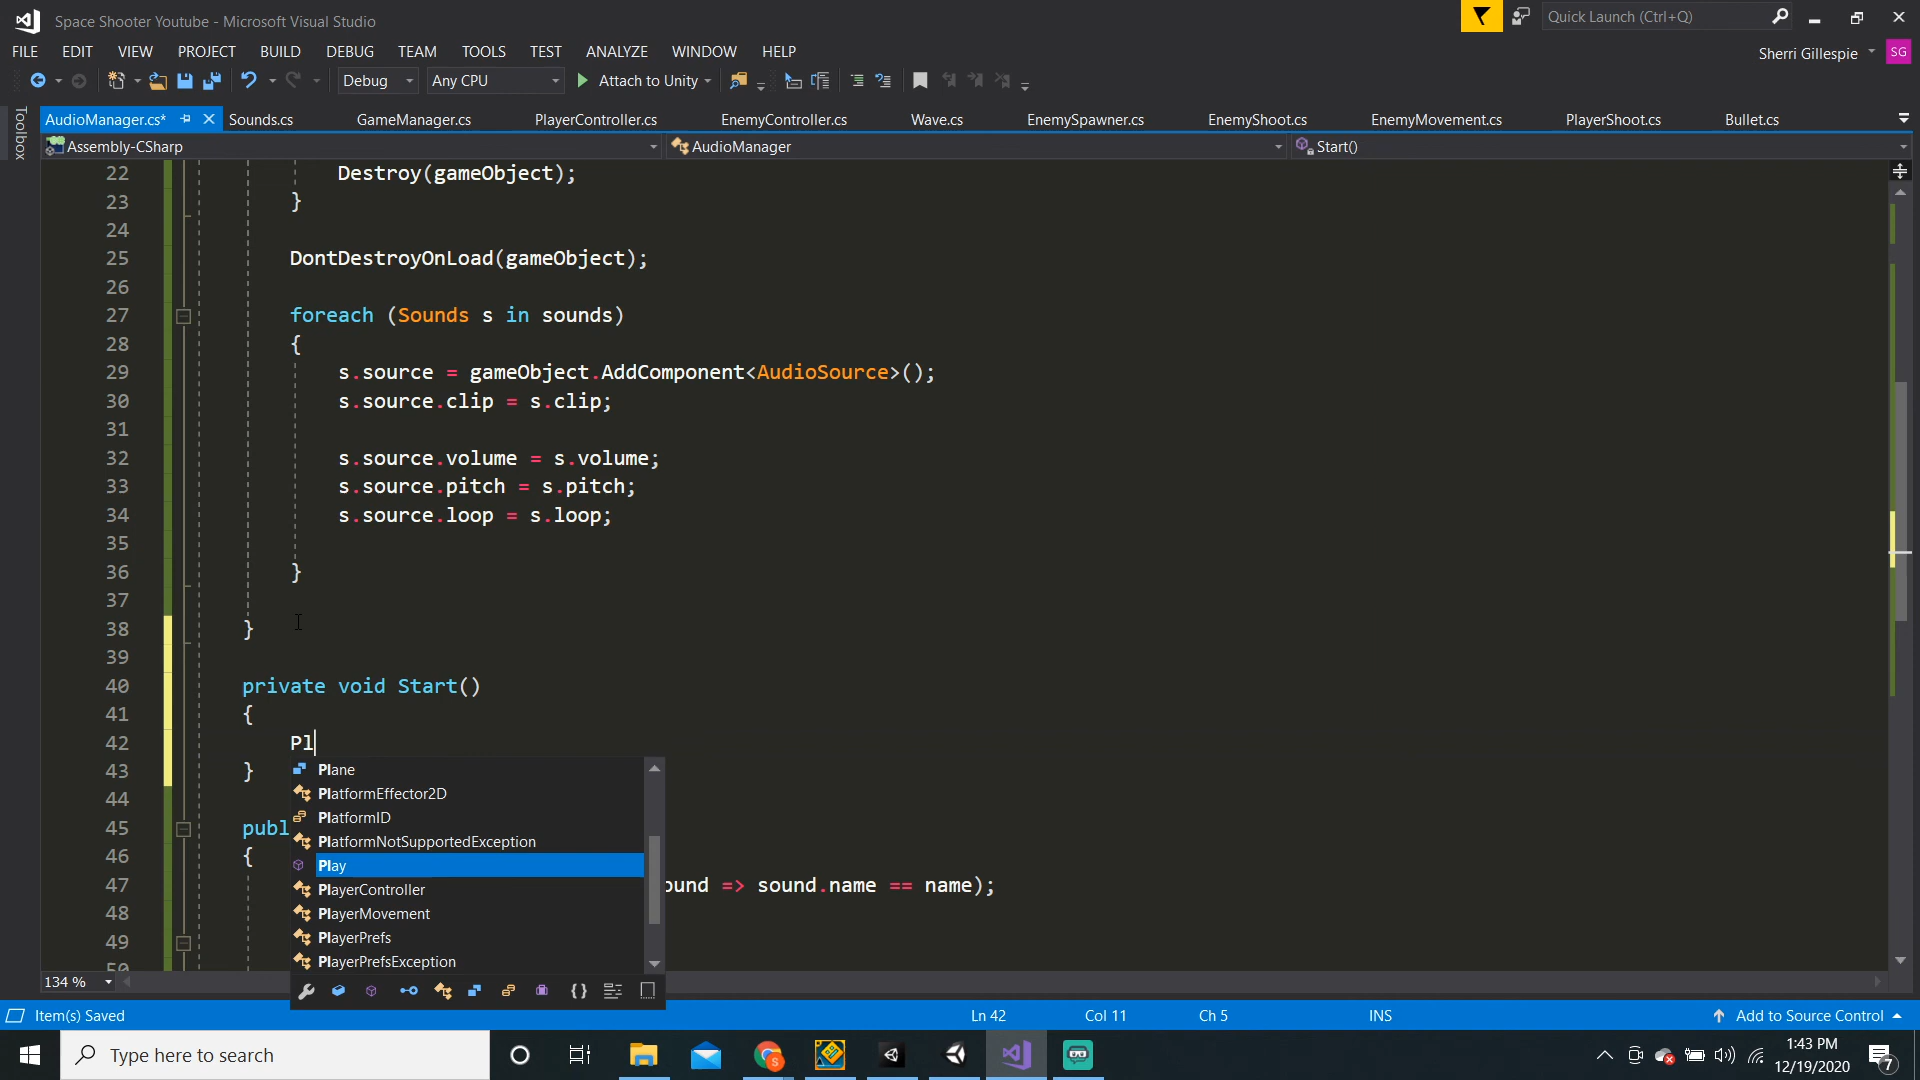 Space Shooter Youtube - Microsoft Visual Studio
Quick Launch (Ctrl+Q)
FILE EDIT VIEW PROJECT BUILD DEBUG TEAM TOOLS TEST ANALYZE WINDOW HELP
Sherri Gillespie SG
Debug Any CPU Attach to Unity
Toolbox
AudioManager.cs* Sounds.cs GameManager.cs PlayerController.cs EnemyController.cs Wave.cs EnemySpawner.cs EnemyShoot.cs EnemyMovement.cs PlayerShoot.cs Bullet.cs
Assembly-CSharp AudioManager Start()
22 Destroy(gameObject);
23 }
24
25 DontDestroyOnLoad(gameObject);
26
27 foreach (Sounds s in sounds)
28 {
29 s.source = gameObject.AddComponent<AudioSource>();
30 s.source.clip = s.clip;
31
32 s.source.volume = s.volume;
33 s.source.pitch = s.pitch;
34 s.source.loop = s.loop;
35
36 }
37
38 }
39
40 private void Start()
41 {
42 Pl
43 }
44
45 publ
46 {
47 ound => sound.name == name);
48
49
50
Plane
PlatformEffector2D
PlatformID
PlatformNotSupportedException
Play
PlayerController
PlayerMovement
PlayerPrefs
PlayerPrefsException
134 %
Item(s) Saved Ln 42 Col 11 Ch 5 INS Add to Source Control
Type here to search
1:43 PM
12/19/2020
7